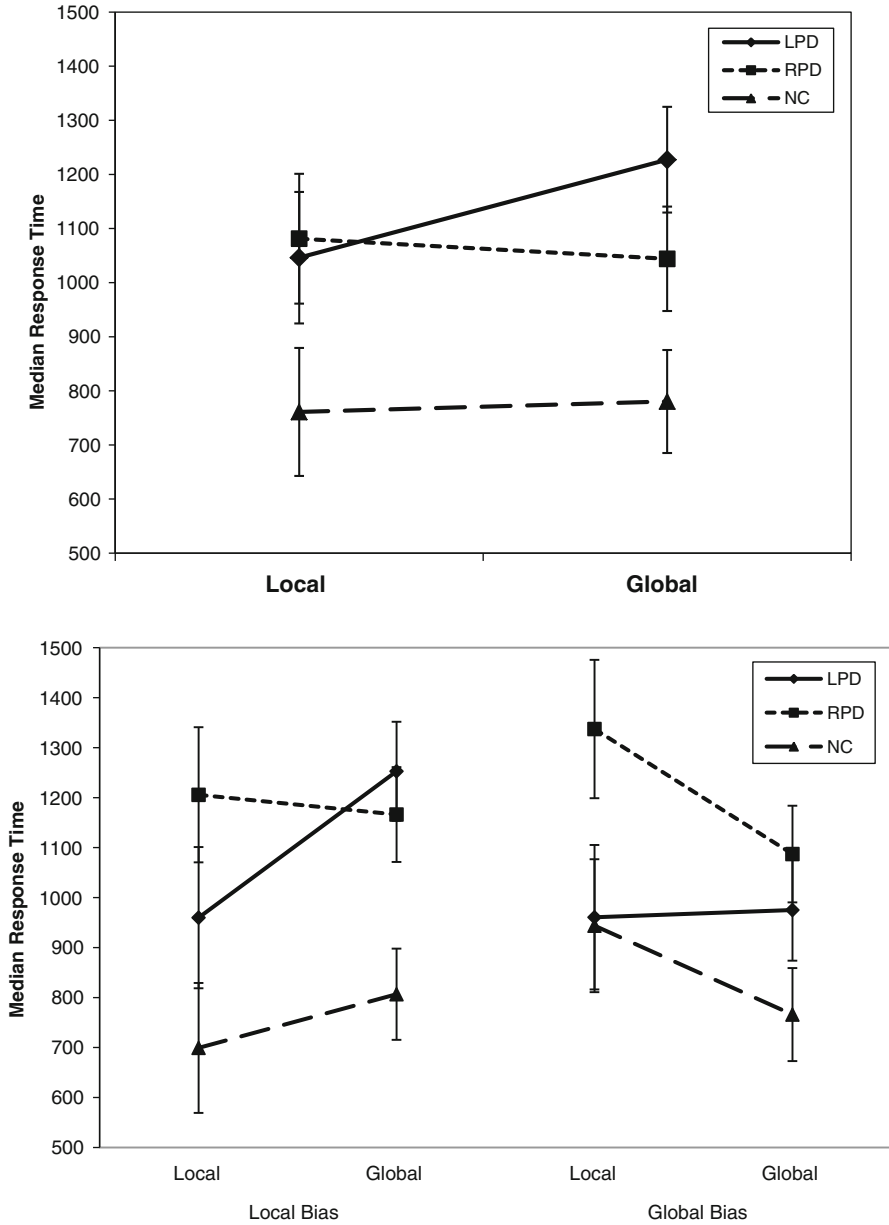 1500
1400
1300
1200
1100
1000
900
800
700
600
500
Median Response Time
LPD
RPD
NC
Local Global
1500
1400
1300
1200
1100
1000
900
800
700
600
500
Median Response Time
LPD
RPD
NC
Local Global Local Global
Local Bias Global Bias